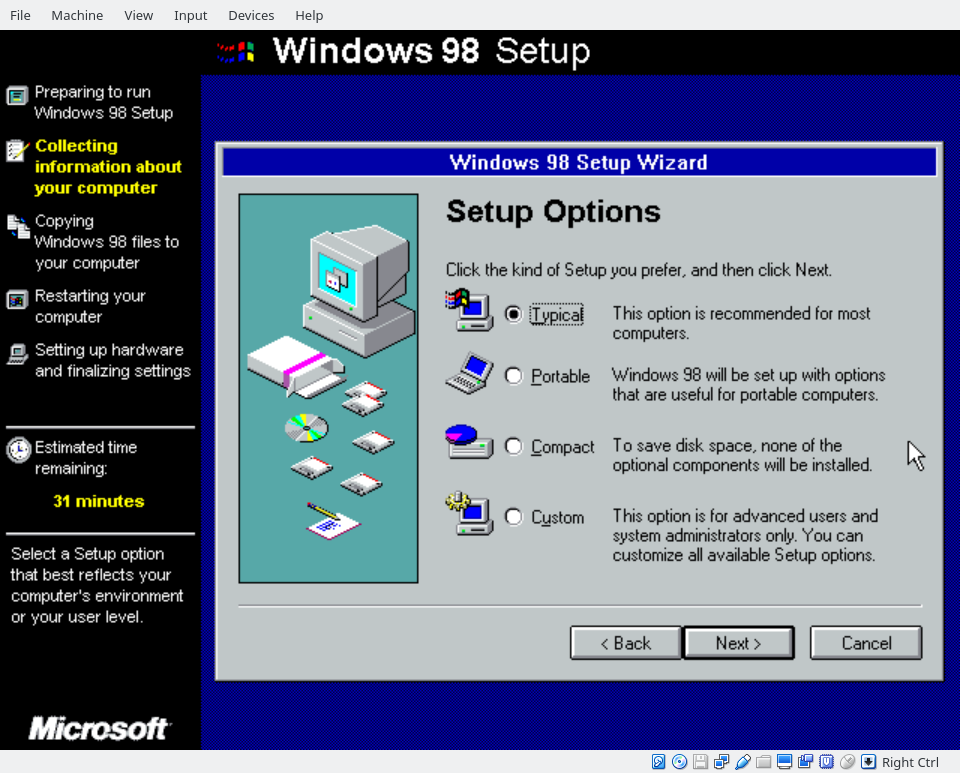 File Machine View Input Devices Help
Windows 98 Setup
Preparing to run
Windows 98 Setup
Collecting
information about
your computer
Copying
Windows 98 files to
your computer
Restarting your
computer
Setting up hardware
and finalizing settings
Estimated time
remaining:
31 minutes
Select a Setup option
that best reflects your
computer's environment
or your user level.
Microsoft
Windows 98 Setup Wizard
Setup Options
Click the kind of Setup you prefer, and then click Next.
Typical
This option is recommended for most
computers.
Portable
Windows 98 will be set up with options
that are useful for portable computers.
Compact
To save disk space, none of the
optional components will be installed.
Custom
This option is for advanced users and
system administrators only. You can
customize all available Setup options.
< Back
Next >
Cancel
Right Ctrl